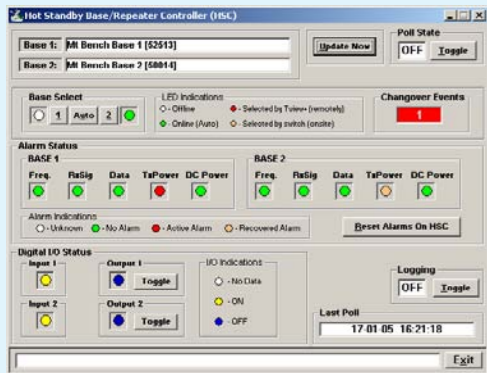 Hot Standby Base/Repeater Controller (HSC)
Base 1: Mt Bench Base 1 [52513]
Base 2: Mt Bench Base 2 [58014]
Update Now
Poll State
OFF Toggle
Base Select
1 Auto 2
LED Indications
- Offline
- Selected by Tview+ (remotely)
- Online (Auto)
- Selected by switch (onsite)
Changover Events
1
Alarm Status
BASE 1
Freq. RxSig Data TxPower DC Power
BASE 2
Freq. RxSig Data TxPower DC Power
Alarm Indications
- Unknown - No Alarm - Active Alarm - Recovered Alarm
Reset Alarms On HSC
Digital I/O Status
Input 1
Output 1
Toggle
Input 2
Output 2
Toggle
I/O Indications
- No Data
- ON
- OFF
Logging
OFF Toggle
Last Poll
17-01-05 16:21:18
Exit